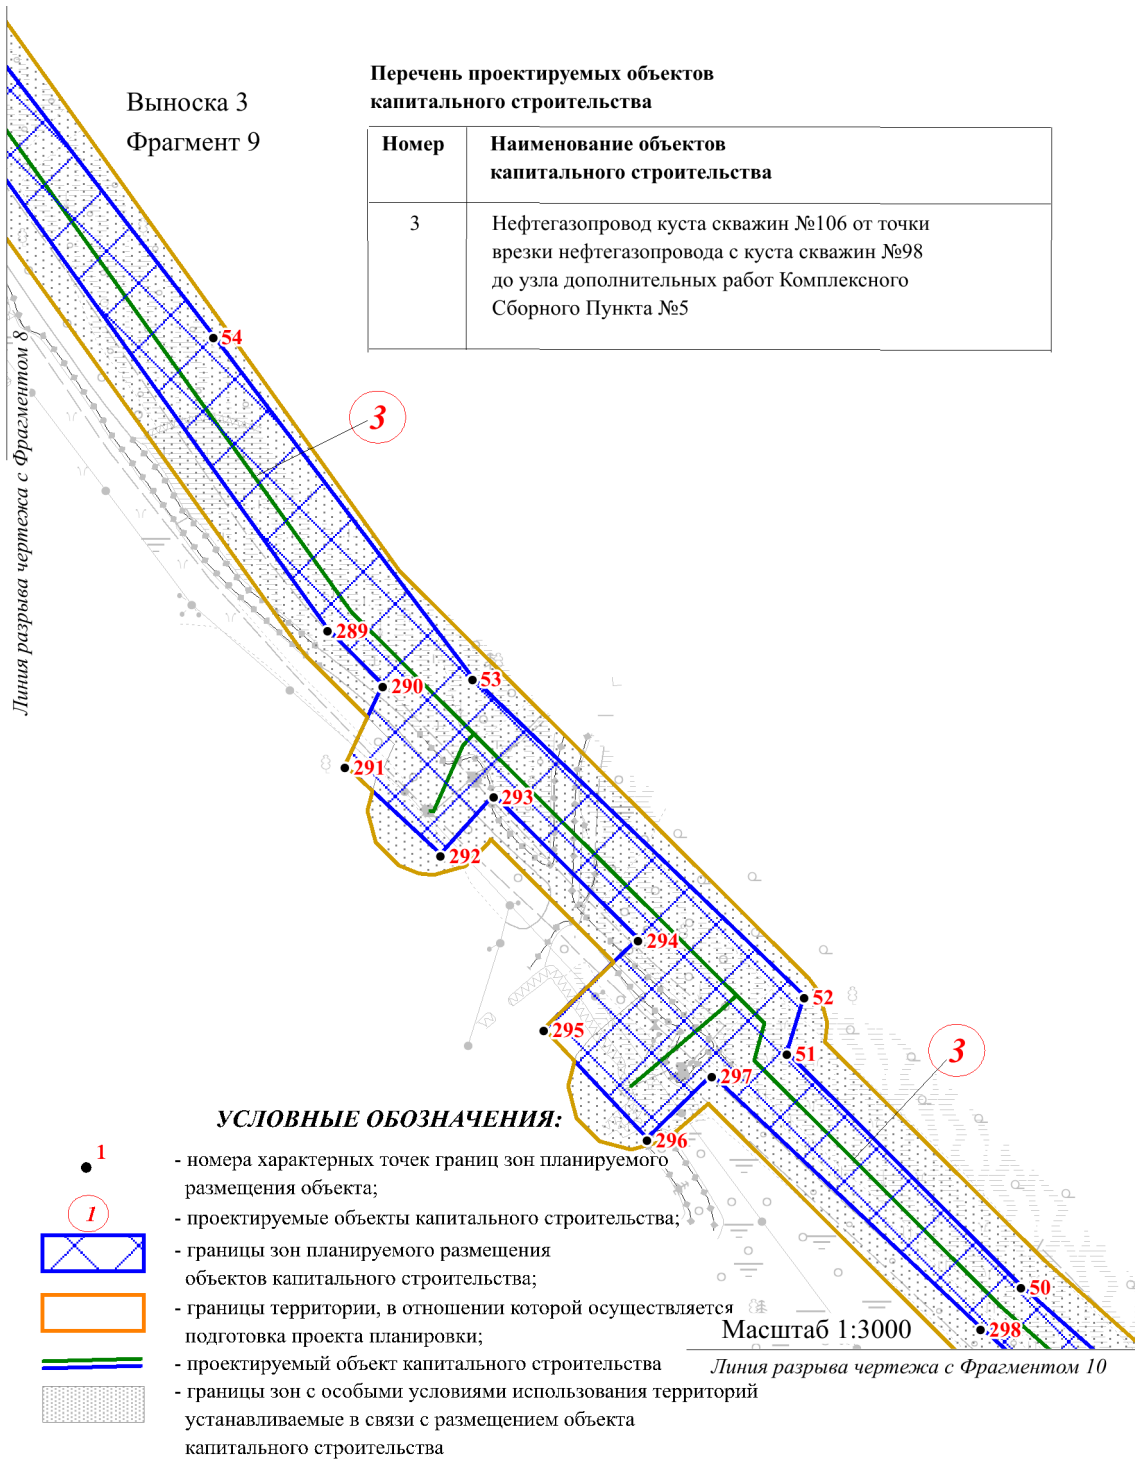 Выноска 3
Фрагмент 9
Перечень проектируемых объектов
капитального строительства
Номер
Наименование объектов
капитального строительства
3
Нефтегазопровод куста скважин №106 от точки
врезки нефтегазопровода с куста скважин №98
до узла дополнительных работ Комплексного
Сборного Пункта №5
Линия разрыва чертежа с Фрагментом 8
54
3
289
53
290
291
293
292
294
52
295
51
3
297
296
50
298
УСЛОВНЫЕ ОБОЗНАЧЕНИЯ:
1
- номера характерных точек границ зон планируемого
размещения объекта;
1
- проектируемые объекты капитального строительства;
- границы зон планируемого размещения
объектов капитального строительства;
- границы территории, в отношении которой осуществляется
подготовка проекта планировки;
- проектируемый объект капитального строительства
- границы зон с особыми условиями использования территорий
устанавливаемые в связи с размещением объекта
капитального строительства
Масштаб 1:3000
Линия разрыва чертежа с Фрагментом 10